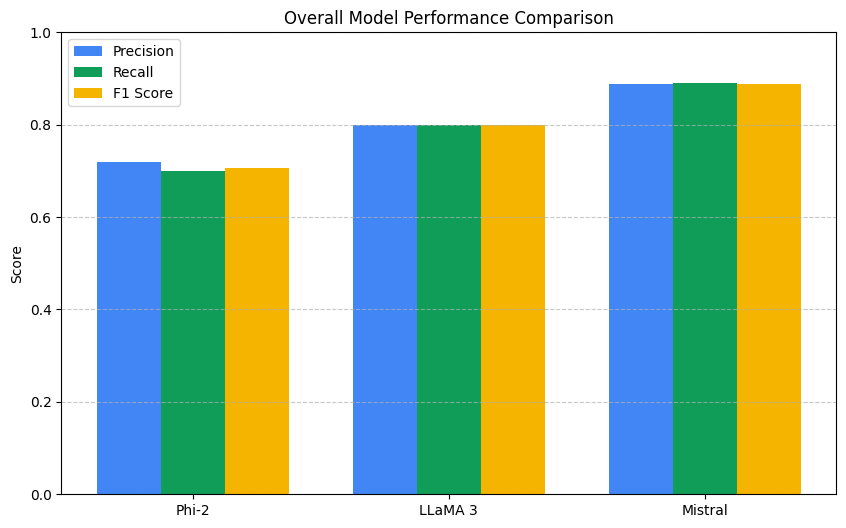 Overall Model Performance Comparison
Precision
Recall
F1 Score
1.0
0.8
0.6
0.4
0.2
0.0
Score
Phi-2
LLaMA 3
Mistral